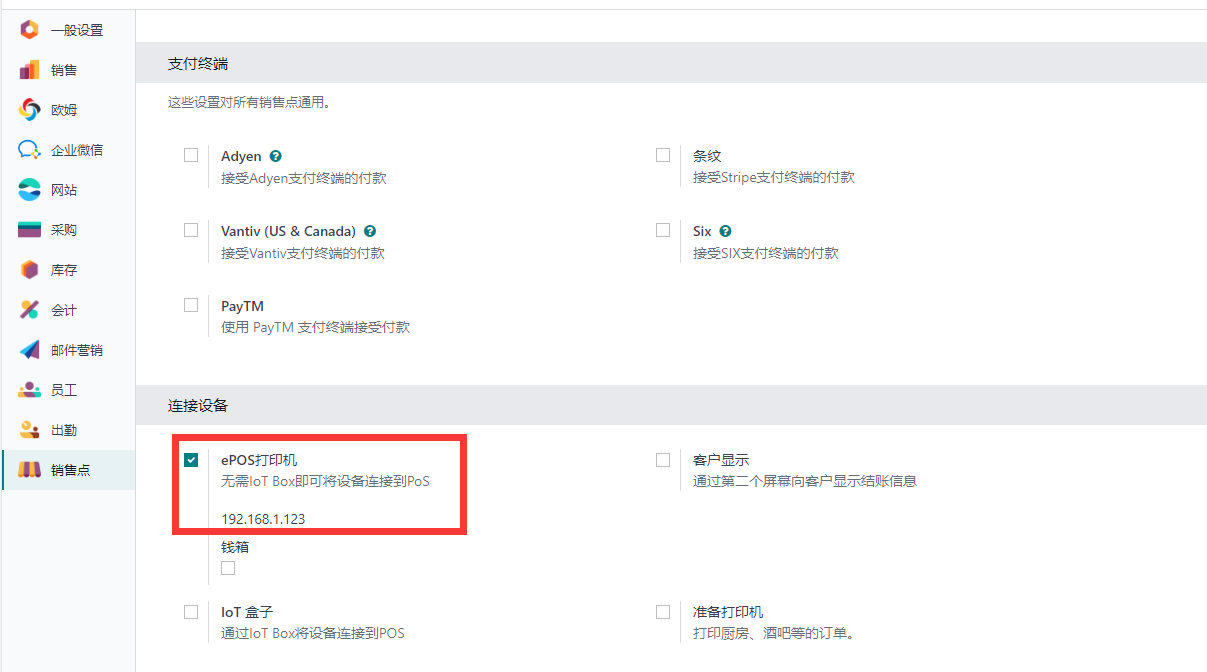 一般设置
销售
欧姆
企业微信
网站
采购
库存
会计
邮件营销
员工
出勤
销售点
支付终端
这些设置对所有销售点通用。
Adyen ?
接受Adyen支付终端的付款
条纹
接受Stripe支付终端的付款
Vantiv (US & Canada) ?
接受Vantiv支付终端的付款
Six ?
接受SIX支付终端的付款
PayTM
使用 PayTM 支付终端接受付款
连接设备
ePOS打印机
无需IoT Box即可将设备连接到PoS
192.168.1.123
钱箱
客户显示
通过第二个屏幕向客户显示结账信息
IoT 盒子
通过IoT Box将设备连接到POS
准备打印机
打印厨房、酒吧等的订单。